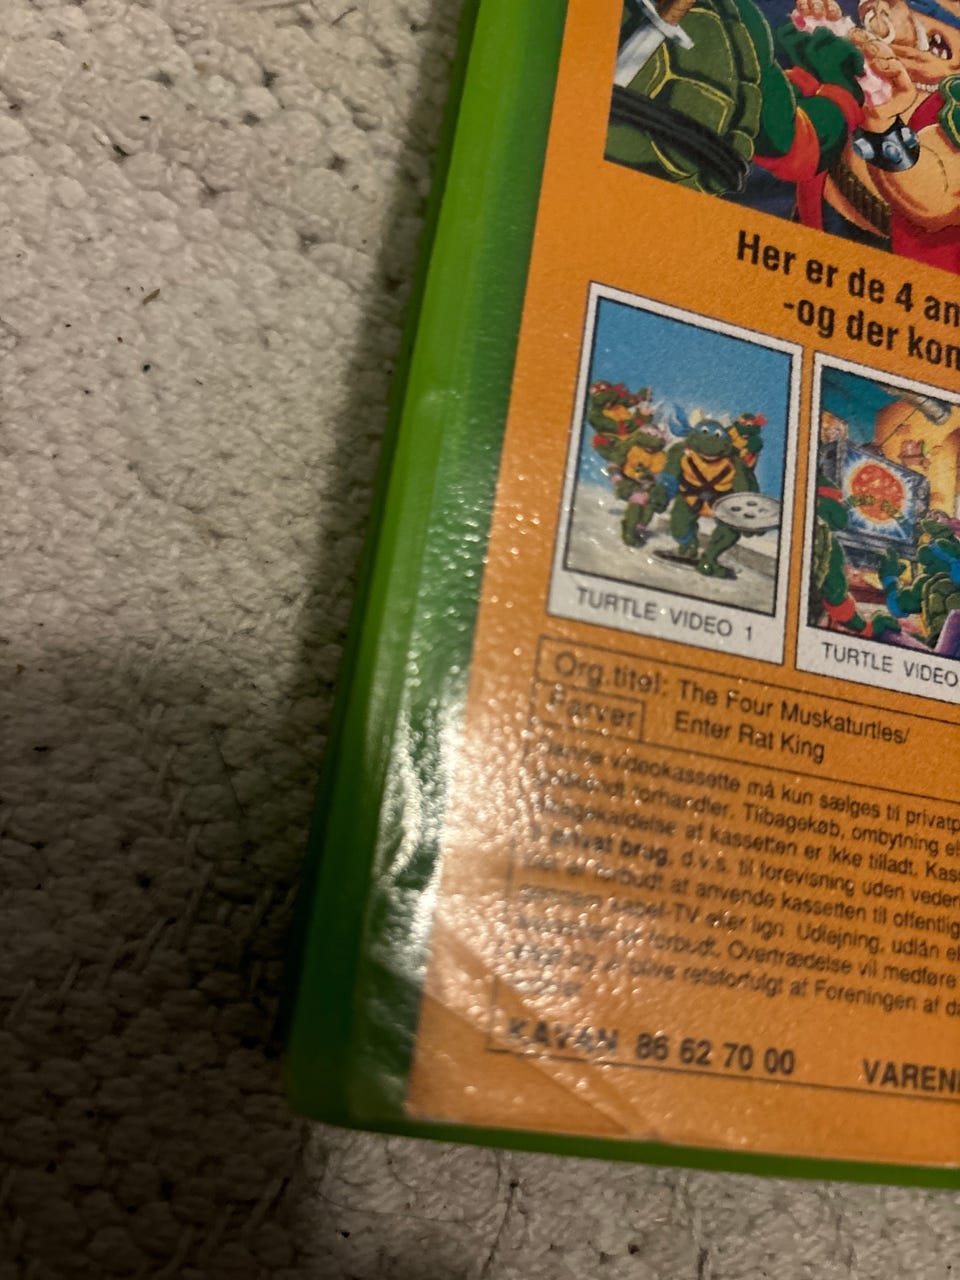 Her er de 4 an
-og der kom
TURTLE VIDEO 1
TURTLE VIDEO
Org.titel: The Four Muskaturtles/
Farver Enter Rat King
videokassette må kun sælges til privatp
forhandler. Tilbagekøb, ombytning el
af kassetten er ikke tilladt. Kas
privat brug, d.v.s. til forevisning uden veder
forbudt at anvende kassetten til offentlig
kabel-TV eller lign. Udlejning, udlån el
forbudt. Overtrædelse vil medføre
blive retsforfulgt af Foreningen af da
KAVAN 86 62 70 00
VAREN